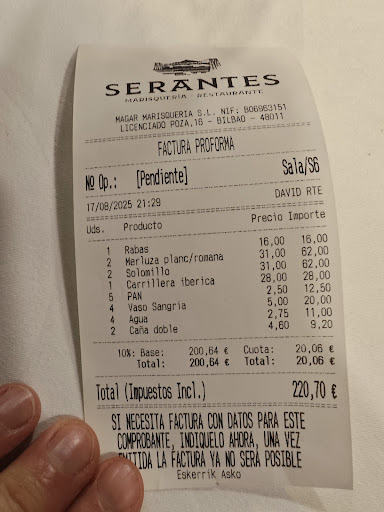 SERANTES
MARISQUERIA - RESTAURANTE
MAGAR MARISQUERIA S.L. NIF: B06963151
LICENCIADO POZA,16 - BILBAO - 48011
FACTURA PROFORMA
Nº Op.: [Pendiente] Sala/S6
17/08/2025 21:29 DAVID RTE
Uds. Producto Precio Importe
1 Rabas 16,00 16,00
2 Merluza planc/romana 31,00 62,00
2 Solomillo 31,00 62,00
1 Carrillera iberica 28,00 28,00
5 PAN 2,50 12,50
4 Vaso Sangria 5,00 20,00
4 Agua 2,75 11,00
2 Caña doble 4,60 9,20
10%: Base: 200,64 € Cuota: 20,06 €
Total: 200,64 € Total: 20,06 €
Total (Impuestos Incl.) 220,70 €
SI NECESITA FACTURA CON DATOS PARA ESTE
COMPROBANTE, INDIQUELO AHORA, UNA VEZ
EMITIDA LA FACTURA YA NO SERÁ POSIBLE
Eskerrik Asko